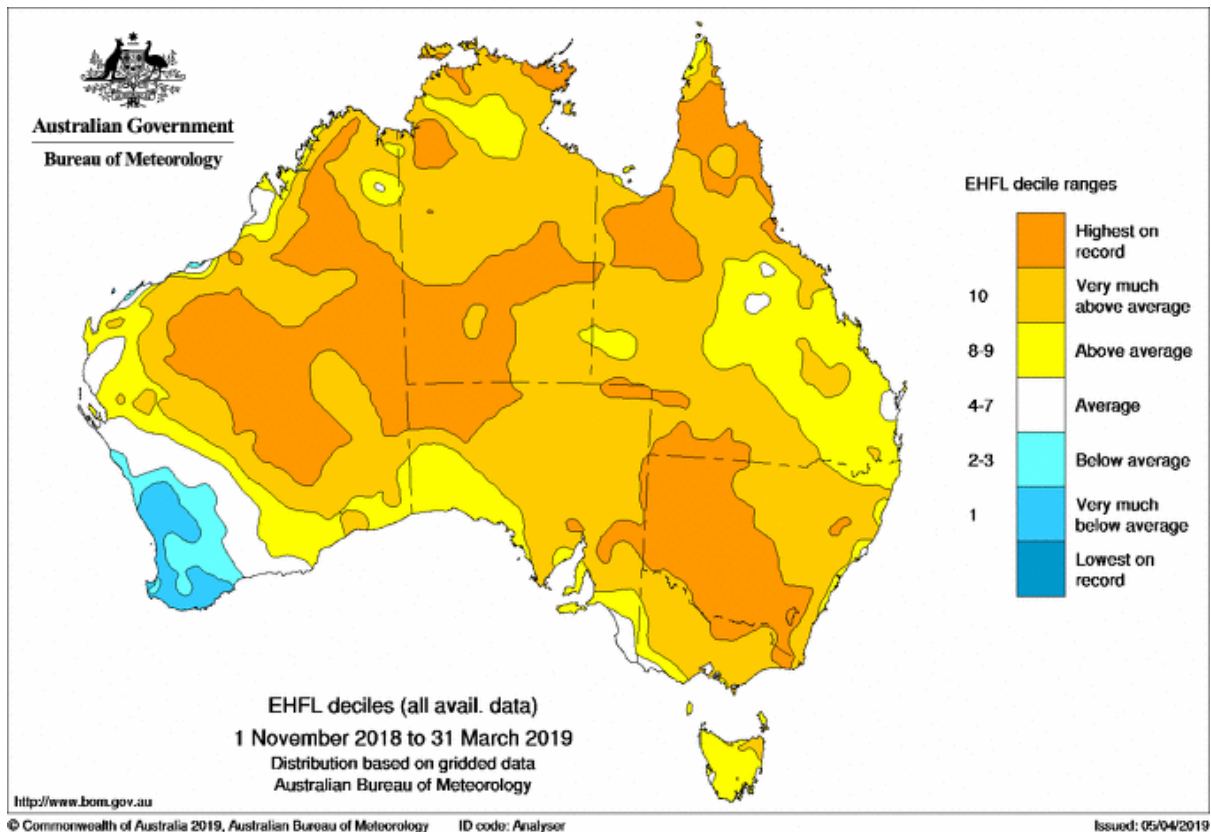 Australian Government
Bureau of Meteorology
EHFL decile ranges
Highest on
record
10
Very much
above average
8-9
Above average
4-7
Average
2-3
Below average
1
Very much
below average
Lowest on
record
EHFL deciles (all avail. data)
1 November 2018 to 31 March 2019
Distribution based on gridded data
Australian Bureau of Meteorology
http://www.bom.gov.au
© Commonwealth of Australia 2019, Australian Bureau of Meteorology ID code: Analyser Issued: 05/04/2019